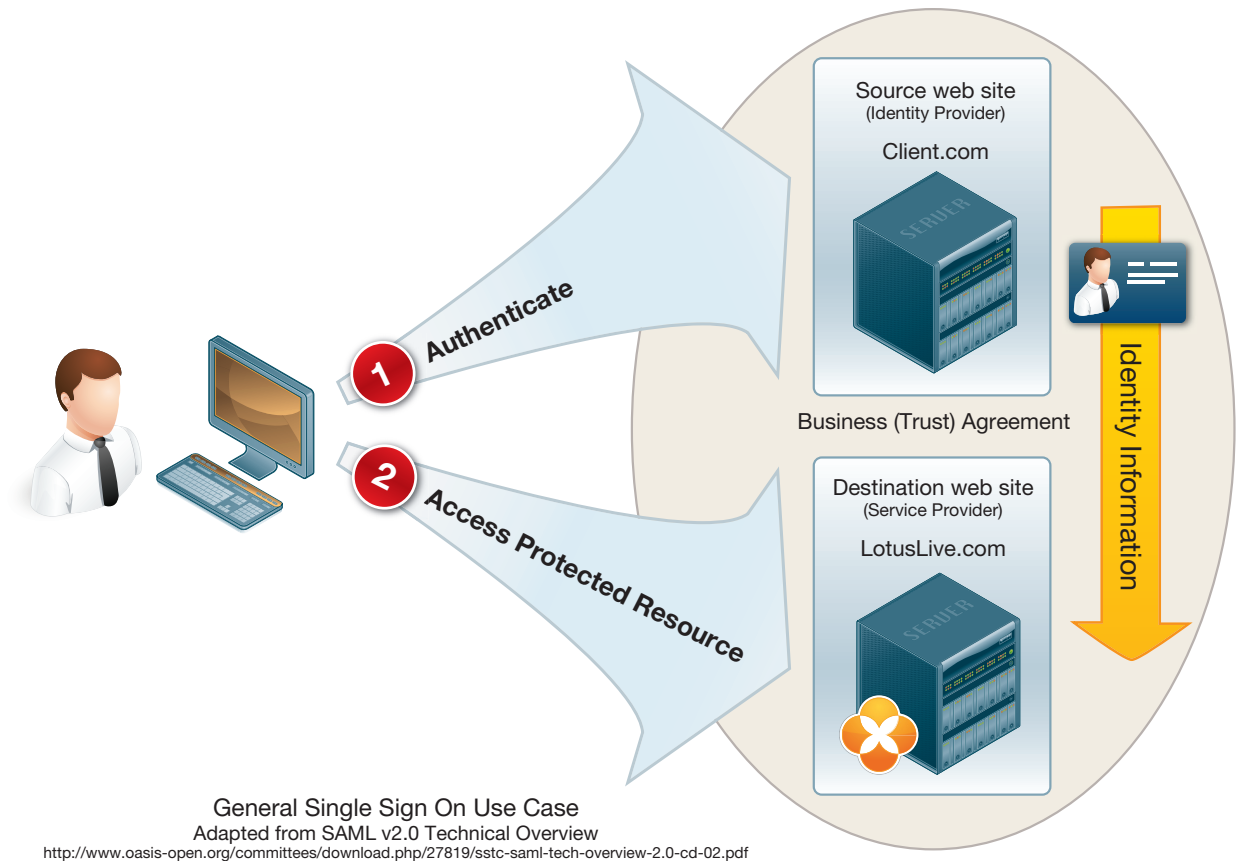 Source web site
(Identity Provider)
Client.com
SERVER
1
Authenticate
Identity Information
Business (Trust) Agreement
2
Access Protected Resource
Destination web site
(Service Provider)
LotusLive.com
SERVER
General Single Sign On Use Case
Adapted from SAML v2.0 Technical Overview
http://www.oasis-open.org/committees/download.php/27819/sstc-saml-tech-overview-2.0-cd-02.pdf